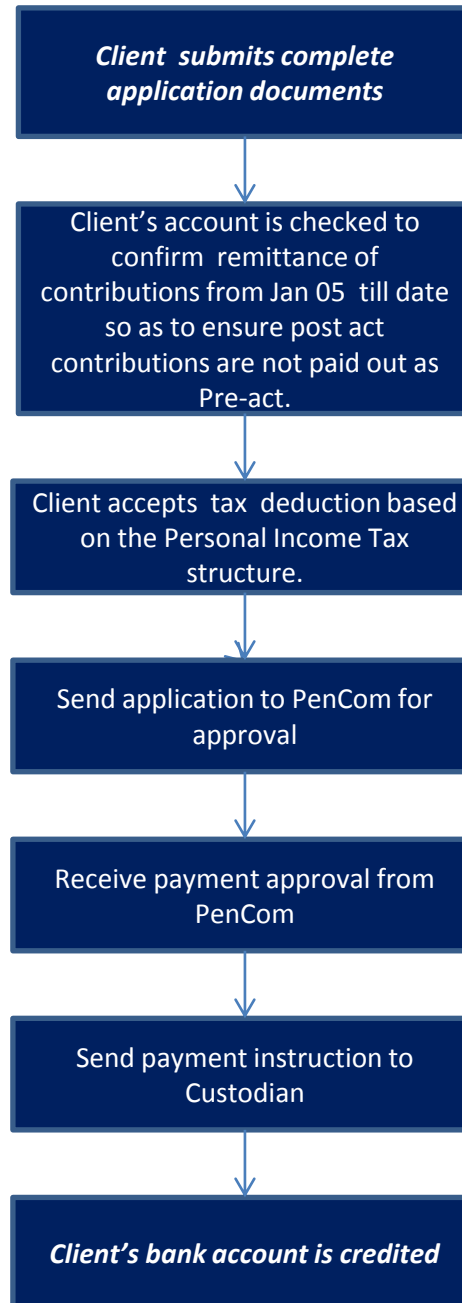 Client submits complete
application documents
Client’s account is checked to
confirm remittance of
contributions from Jan 05 till date
so as to ensure post act
contributions are not paid out as
Pre-act.
Client accepts tax deduction based
on the Personal Income Tax
structure.
Send application to PenCom for
approval
Receive payment approval from
PenCom
Send payment instruction to
Custodian
Client’s bank account is credited